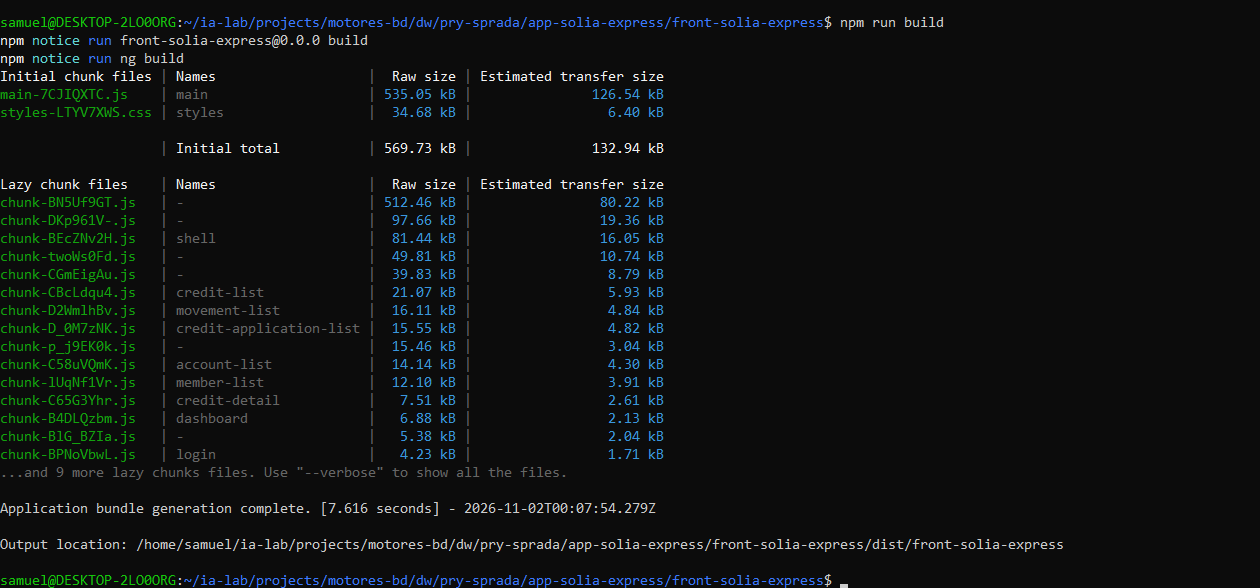 samuel@DESKTOP-2LO0ORG:~/ia-lab/projects/motores-bd/dw/pry-sprada/app-solia-express/front-solia-express$ npm run build
npm notice run front-solia-express@0.0.0 build
npm notice run ng build
Initial chunk files | Names | Raw size | Estimated transfer size
main-7CJIQXTC.js | main | 535.05 kB | 126.54 kB
styles-LTYV7XWS.css | styles | 34.68 kB | 6.40 kB
| Initial total | 569.73 kB | 132.94 kB
Lazy chunk files | Names | Raw size | Estimated transfer size
chunk-BN5Uf9GT.js | - | 512.46 kB | 80.22 kB
chunk-DKp961V-.js | - | 97.66 kB | 19.36 kB
chunk-BEcZNv2H.js | shell | 81.44 kB | 16.05 kB
chunk-twoWs0Fd.js | - | 49.81 kB | 10.74 kB
chunk-CGmEigAu.js | - | 39.83 kB | 8.79 kB
chunk-CBcLdqu4.js | credit-list | 21.07 kB | 5.93 kB
chunk-D2WmlhBv.js | movement-list | 16.11 kB | 4.84 kB
chunk-D_0M7zNK.js | credit-application-list | 15.55 kB | 4.82 kB
chunk-p_j9EK0k.js | - | 15.46 kB | 3.04 kB
chunk-C58uVQmK.js | account-list | 14.14 kB | 4.30 kB
chunk-lUqNf1Vr.js | member-list | 12.10 kB | 3.91 kB
chunk-C65G3Yhr.js | credit-detail | 7.51 kB | 2.61 kB
chunk-B4DLQzbm.js | dashboard | 6.88 kB | 2.13 kB
chunk-BlG_BZIa.js | - | 5.38 kB | 2.04 kB
chunk-BPNoVbwL.js | login | 4.23 kB | 1.71 kB
...and 9 more lazy chunks files. Use "--verbose" to show all the files.
Application bundle generation complete. [7.616 seconds] - 2026-11-02T00:07:54.279Z
Output location: /home/samuel/ia-lab/projects/motores-bd/dw/pry-sprada/app-solia-express/front-solia-express/dist/front-solia-express
samuel@DESKTOP-2LO0ORG:~/ia-lab/projects/motores-bd/dw/pry-sprada/app-solia-express/front-solia-express$